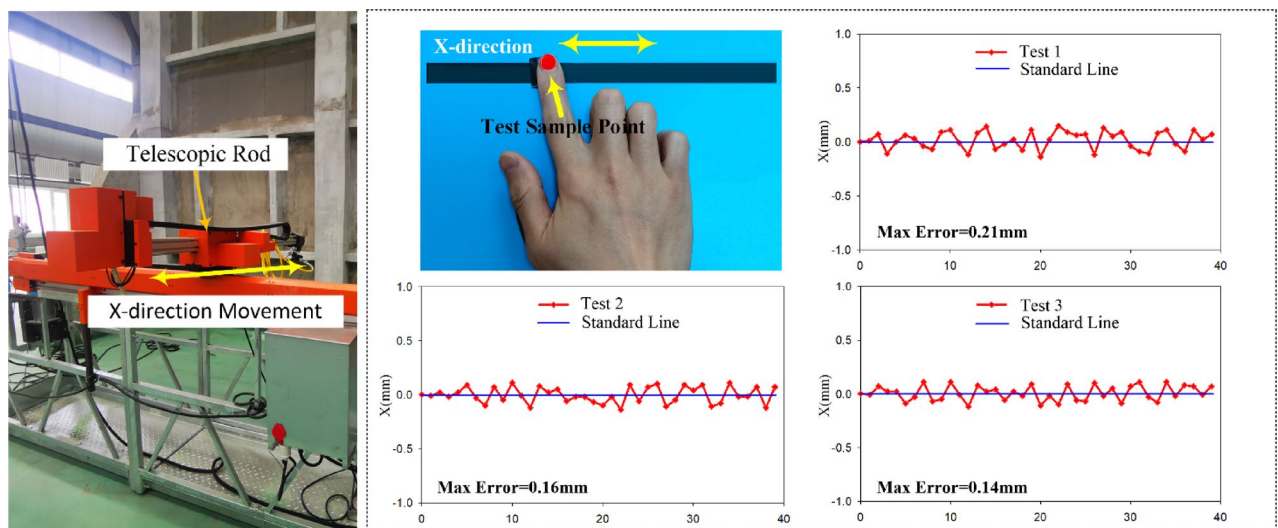 Telescopic Rod
X-direction Movement
X-direction
Test Sample Point
1.0
0.5
0.0
-0.5
-1.0
X(mm)
Test 1
Standard Line
Max Error=0.21mm
0
10
20
30
40
1.0
0.5
0.0
-0.5
-1.0
X(mm)
Test 2
Standard Line
Max Error=0.16mm
0
10
20
30
40
1.0
0.5
0.0
-0.5
-1.0
X(mm)
Test 3
Standard Line
Max Error=0.14mm
0
10
20
30
40